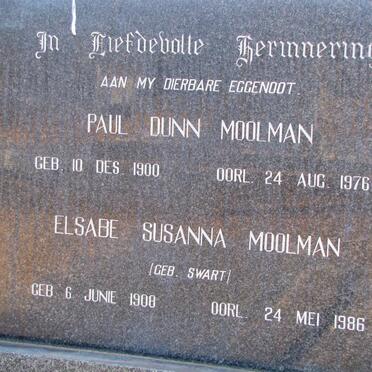 In Liefdevolle Herinnering
AAN MY DIERBARE EGGENOOT.
PAUL DUNN MOOLMAN
GEB. 10 DES. 1900 OORL. 24 AUG. 1976
ELSABE SUSANNA MOOLMAN
(GEB. SWART)
GEB. 6 JUNIE 1908 OORL. 24 MEI 1986